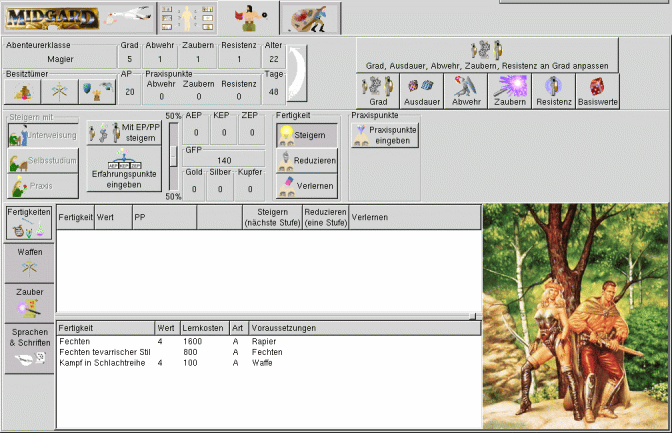 MIDGARD
Abenteurerklasse Grad Abwehr Zaubern Resistenz Alter
Magier 5 1 1 1 22
Besitztümer AP Praxispunkte Tage
Abwehr Zaubern Resistenz
20 0 0 0 48
Grad, Ausdauer, Abwehr, Zaubern, Resistenz an Grad anpassen
Grad Ausdauer Abwehr Zaubern Resistenz Basiswerte
Steigern mit
Unterweisung
Selbststudium
Praxis
Mit EP/PP
steigern
AEP KEP ZEP
Erfahrungspunkte
eingeben
50%
50%
AEP KEP ZEP
0 0 0
GFP
140
Gold Silber Kupfer
0 0 0
Fertigkeit
Steigern
Reduzieren
Verlernen
Praxispunkte
Praxispunkte
eingeben
Fertigkeiten
Waffen
Zauber
Sprachen
& Schriften
Fertigkeit Wert PP Steigern Reduzieren Verlernen
(nächste Stufe) (eine Stufe)
Fertigkeit Wert Lernkosten Art Voraussetzungen
Fechten 4 1600 A Rapier
Fechten tevarrischer Stil 800 A Fechten
Kampf in Schlachtreihe 4 100 A Waffe